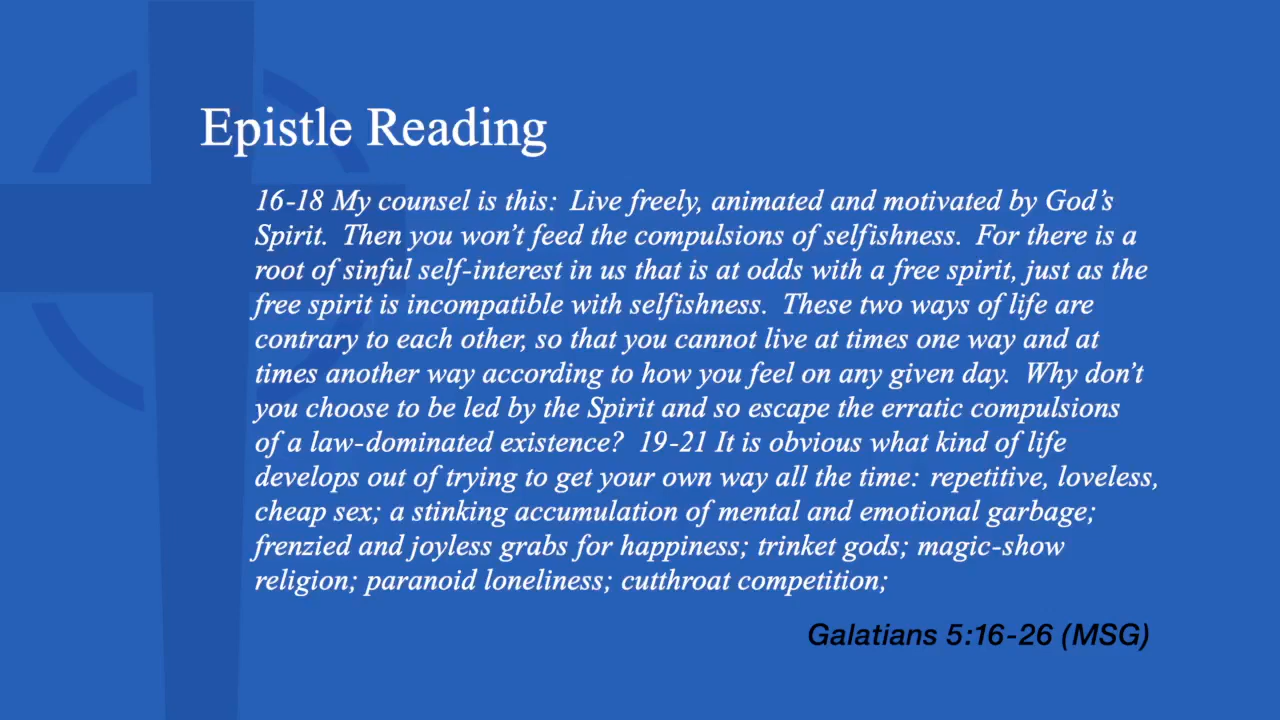 Epistle Reading
16-18 My counsel is this:  Live freely, animated and motivated by God’s
Spirit.  Then you won’t feed the compulsions of selfishness.  For there is a
root of sinful self-interest in us that is at odds with a free spirit, just as the
free spirit is incompatible with selfishness.  These two ways of life are
contrary to each other, so that you cannot live at times one way and at
times another way according to how you feel on any given day.  Why don’t
you choose to be led by the Spirit and so escape the erratic compulsions
of a law-dominated existence?  19-21 It is obvious what kind of life
develops out of trying to get your own way all the time: repetitive, loveless,
cheap sex; a stinking accumulation of mental and emotional garbage;
frenzied and joyless grabs for happiness; trinket gods; magic-show
religion; paranoid loneliness; cutthroat competition;
Galatians 5:16-26 (MSG)